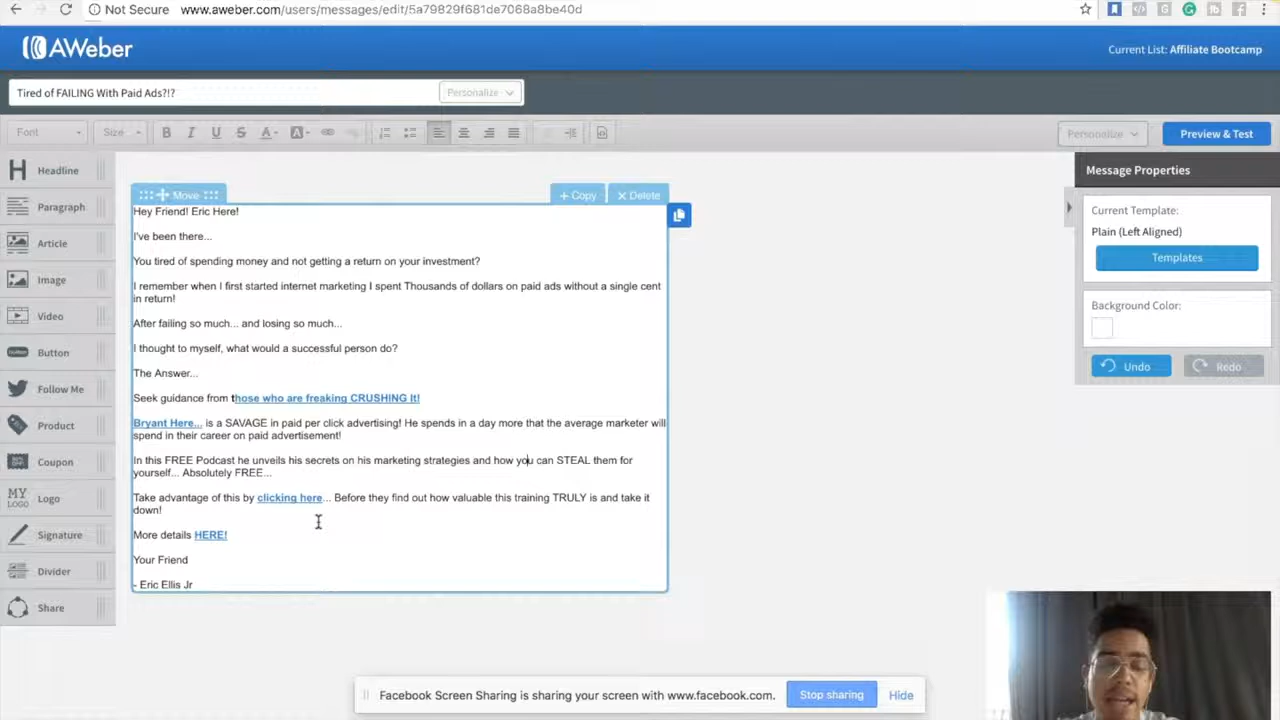 Not Secure
www.aweber.com/users/messages/edit/5a79829f681de7068a8be40d
AWeber
Current List: Affiliate Bootcamp
Tired of FAILING With Paid Ads?!?
Personalize
Font
Size
B I U S A A
Personalize
Preview & Test
Headline
Paragraph
Article
Image
Video
Button
Follow Me
Product
Coupon
MY LOGO
Logo
Signature
Divider
Share
Move
Copy
Delete
Hey Friend! Eric Here!
I've been there...
You tired of spending money and not getting a return on your investment?
I remember when I first started internet marketing I spent Thousands of dollars on paid ads without a single cent
in return!
After failing so much... and losing so much...
I thought to myself, what would a successful person do?
The Answer...
Seek guidance from those who are freaking CRUSHING It!
Bryant Here... is a SAVAGE in paid per click advertising! He spends in a day more that the average marketer will
spend in their career on paid advertisement!
In this FREE Podcast he unveils his secrets on his marketing strategies and how you can STEAL them for
yourself... Absolutely FREE...
Take advantage of this by clicking here... Before they find out how valuable this training TRULY is and take it
down!
More details HERE!
Your Friend
- Eric Ellis Jr
Message Properties
Current Template:
Plain (Left Aligned)
Templates
Background Color:
Undo
Redo
Facebook Screen Sharing is sharing your screen with www.facebook.com.
Stop sharing
Hide